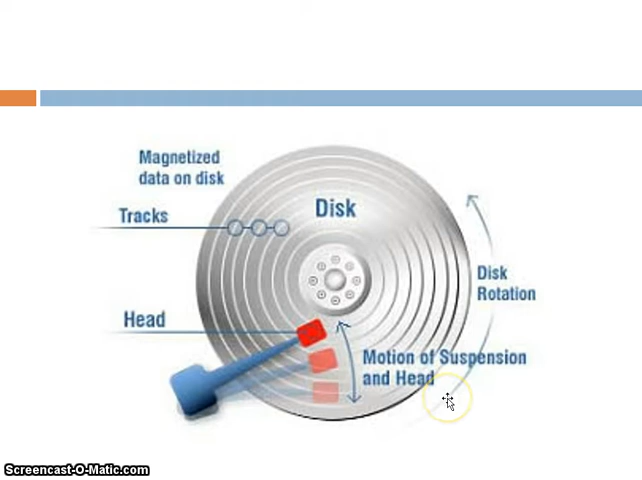 Magnetized
data on disk
Disk
Tracks
Disk
Rotation
Head
Motion of Suspension
and Head
Screencast-O-Matic.com